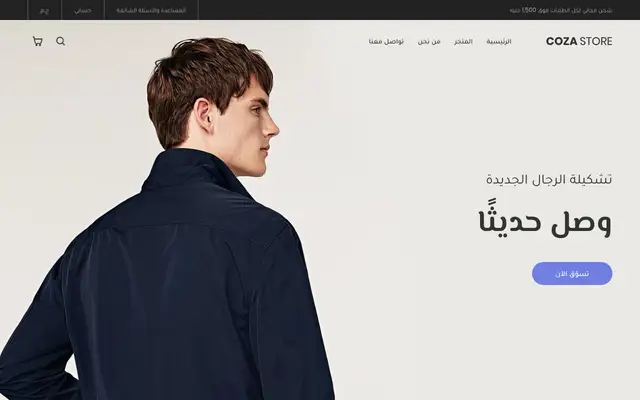 شحن مجاني لكل الطلبات فوق 1,500 جنيه
المساعدة والأسئلة الشائعة
حسابي
ج.م
COZA STORE
الرئيسية
المتجر
من نحن
تواصل معنا
تشكيلة الرجال الجديدة
وصل حديثًا
تسوّق الآن